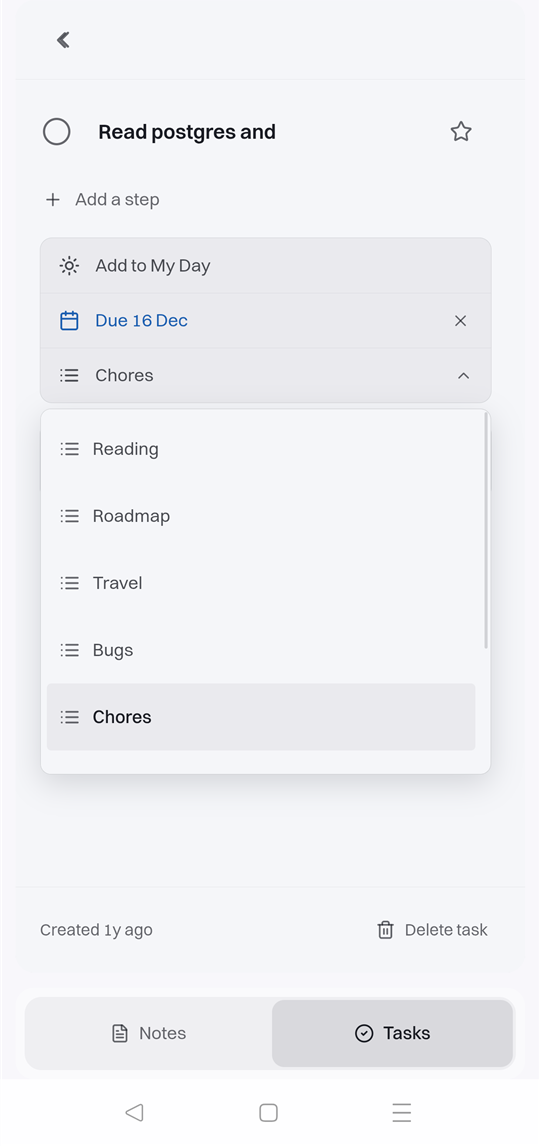 Read postgres and
Add a step
Add to My Day
Due 16 Dec
Chores
Reading
Roadmap
Travel
Bugs
Chores
Created 1y ago
Delete task
Notes
Tasks